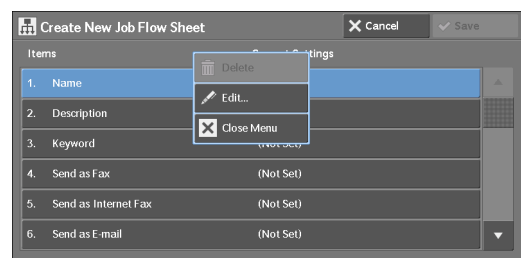 Create New Job Flow Sheet
Cancel
Save
Items
1. Name
2. Description
3. Keyword (Not Set)
4. Send as Fax (Not Set)
5. Send as Internet Fax (Not Set)
6. Send as E-mail (Not Set)
Delete
Edit...
Close Menu